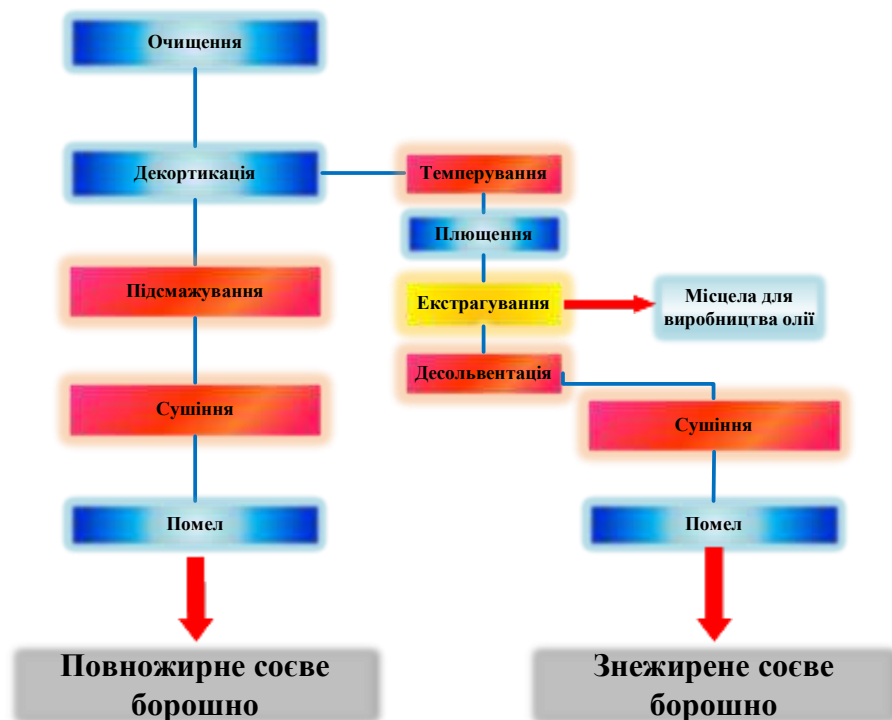 Очищення
Декортикація
Темперування
Плющення
Підсмажування
Екстрагування
Місцела для
виробництва олії
Десольвентація
Сушіння
Сушіння
Помел
Помел
Повножирне соєве
борошно
Знежирене соєве
борошно